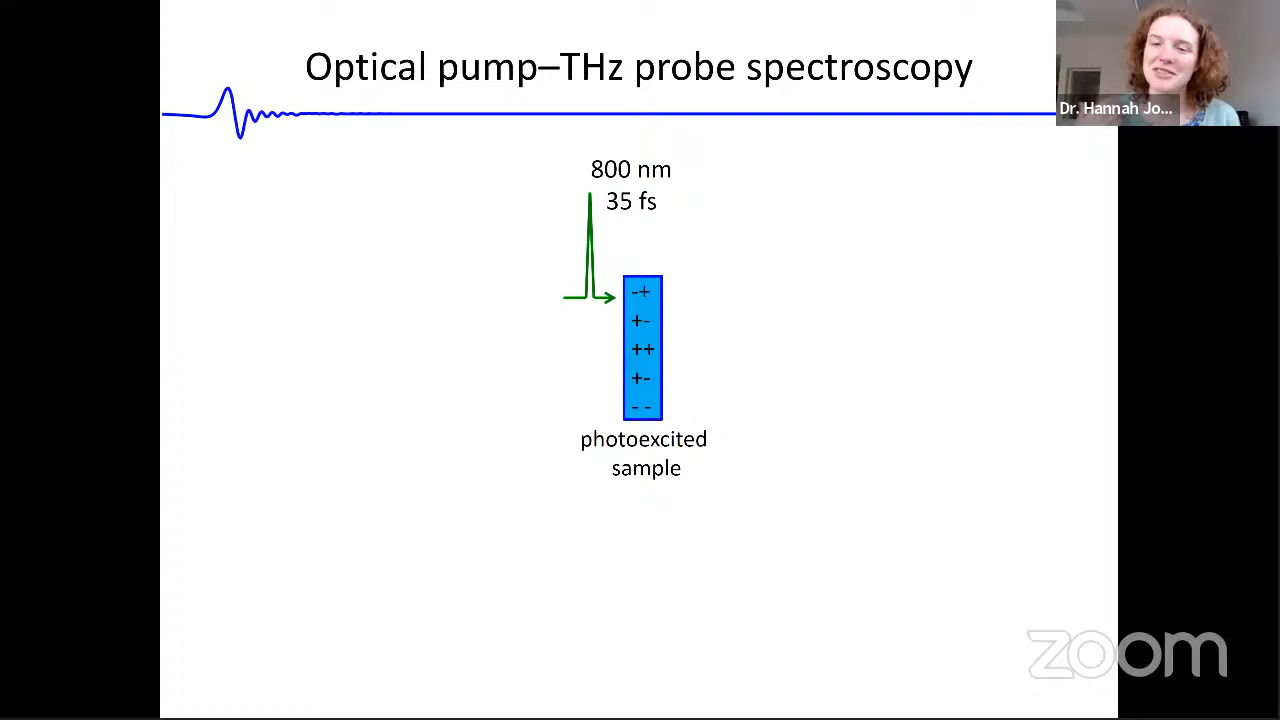 Optical pump–THz probe spectroscopy
Dr. Hannah Jo...
800 nm
35 fs
-+
+-
++
+-
- -
photoexcited
sample
zoom